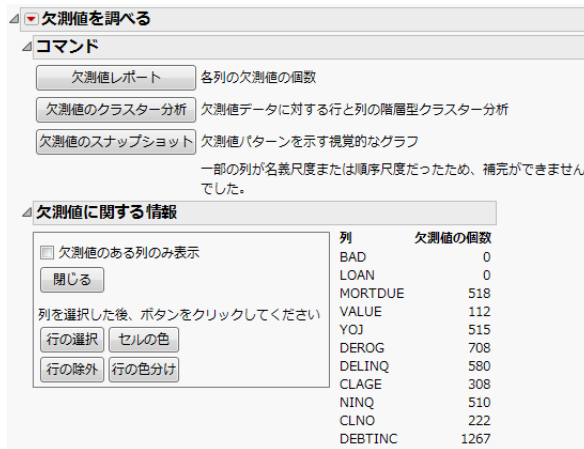 欠測値を調べる
コマンド
欠測値レポート 各列の欠測値の個数
欠測値のクラスター分析 欠測値データに対する行と列の階層型クラスター分析
欠測値のスナップショット 欠測値パターンを示す視覚的なグラフ
一部の列が名義尺度または順序尺度だったため、補完ができません
でした。
欠測値に関する情報
欠測値のある列のみ表示
閉じる
列を選択した後、ボタンをクリックしてください
行の選択 セルの色
行の除外 行の色分け
列 欠測値の個数
BAD 0
LOAN 0
MORTDUE 518
VALUE 112
YOJ 515
DEROG 708
DELINQ 580
CLAGE 308
NINQ 510
CLNO 222
DEBTINC 1267